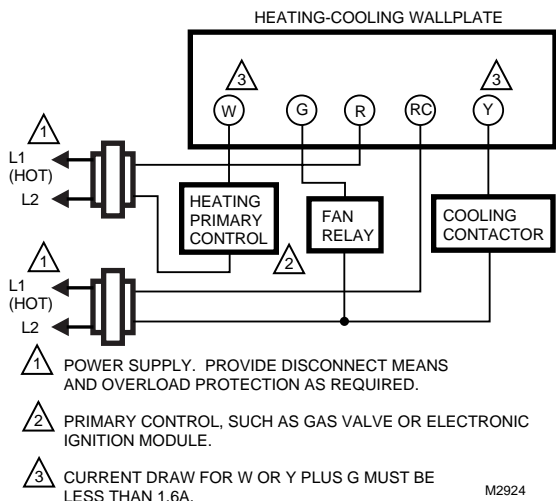 HEATING-COOLING WALLPLATE
3 3
W G R RC Y
1
L1
(HOT)
L2
HEATING
PRIMARY
CONTROL
2
FAN
RELAY
COOLING
CONTACTOR
1
L1
(HOT)
L2
1 POWER SUPPLY. PROVIDE DISCONNECT MEANS
AND OVERLOAD PROTECTION AS REQUIRED.
2 PRIMARY CONTROL, SUCH AS GAS VALVE OR ELECTRONIC
IGNITION MODULE.
3 CURRENT DRAW FOR W OR Y PLUS G MUST BE
LESS THAN 1.6A.
M2924